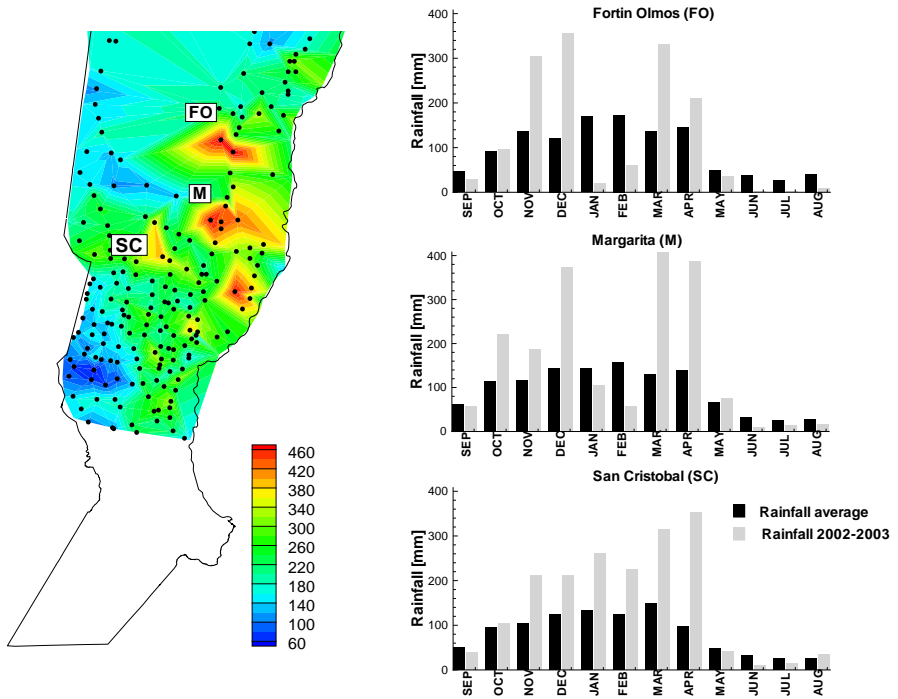 FO
M
SC
460
420
380
340
300
260
220
180
140
100
60
Fortin Olmos (FO)
Rainfall [mm]
400
300
200
100
0
SEP OCT NOV DEC JAN FEB MAR APR MAY JUN JUL AUG
Margarita (M)
Rainfall [mm]
400
300
200
100
0
SEP OCT NOV DEC JAN FEB MAR APR MAY JUN JUL AUG
San Cristobal (SC)
Rainfall [mm]
400
300
200
100
0
SEP OCT NOV DEC JAN FEB MAR APR MAY JUN JUL AUG
Rainfall average
Rainfall 2002-2003